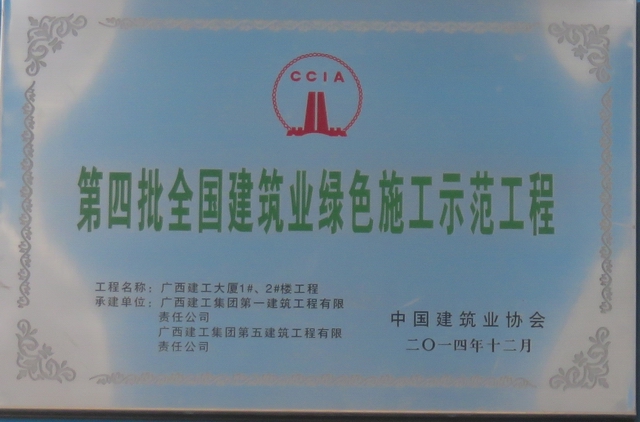 CCIA
第四批全国建筑业绿色施工示范工程
工程名称：广西建工大厦1#、2#楼工程
承建单位：广西建工集团第一建筑工程有限
责任公司
广西建工集团第五建筑工程有限
责任公司
中国建筑业协会
二〇一四年十二月